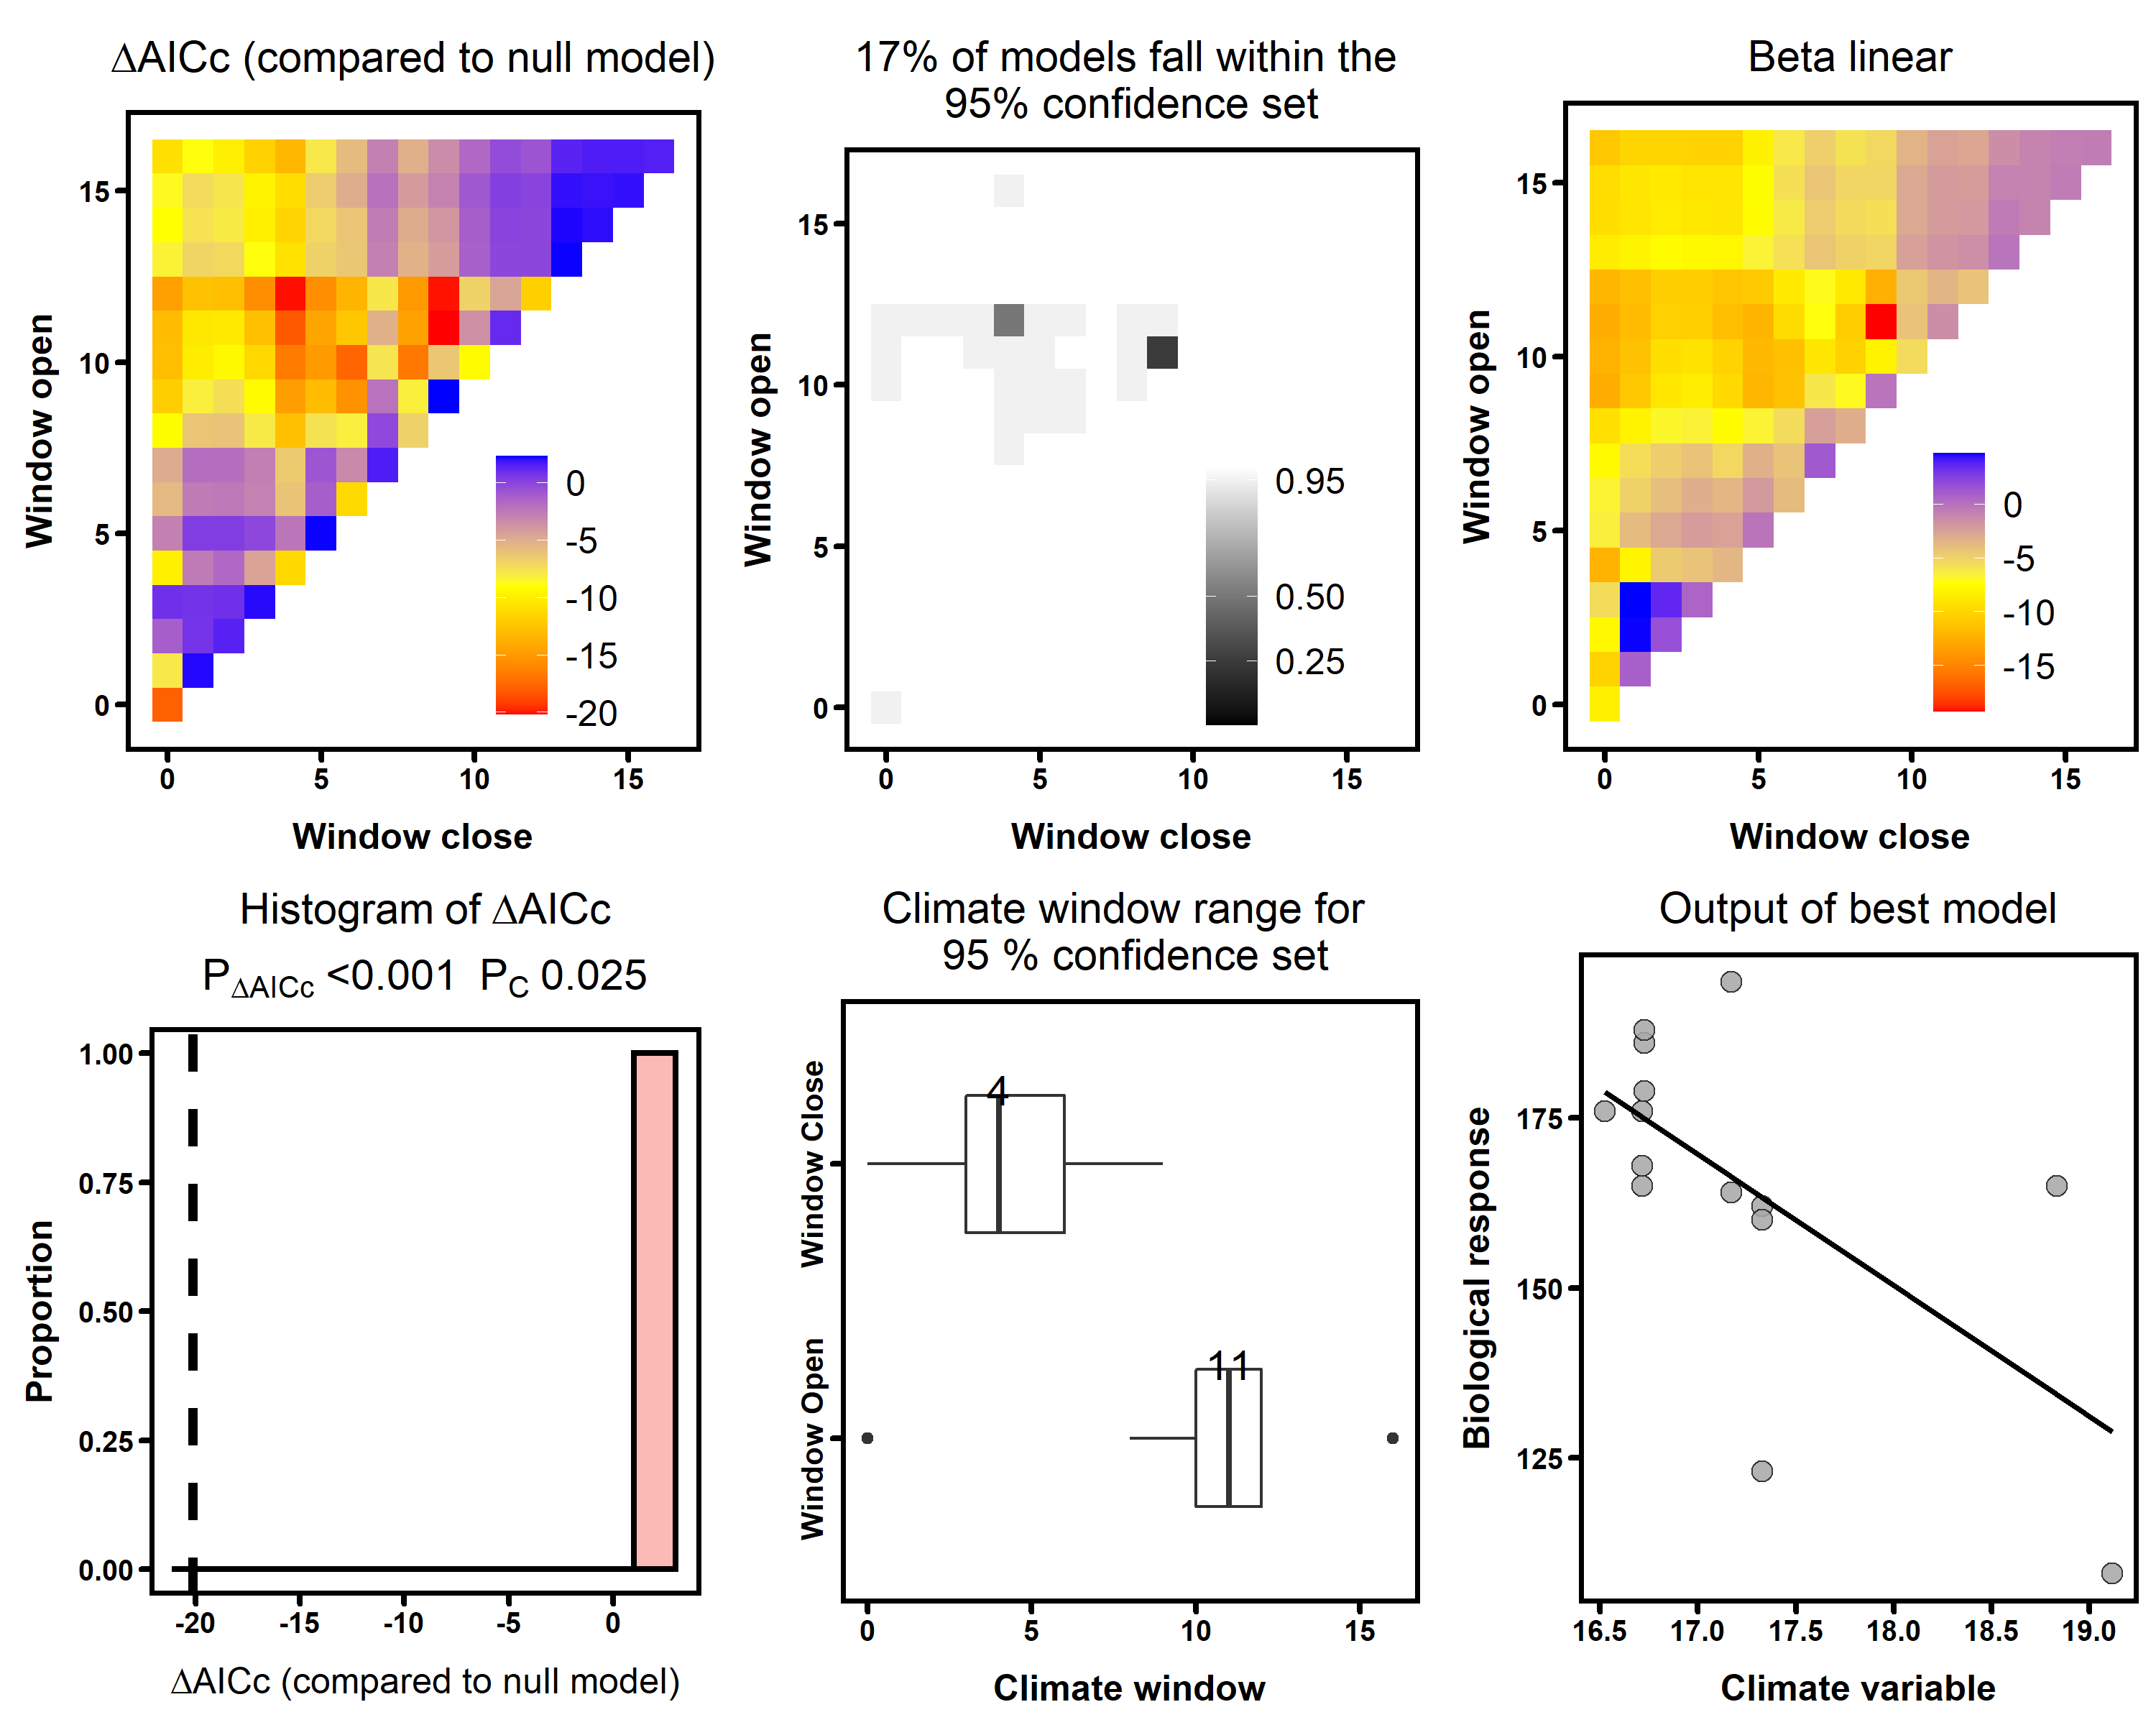 ΔAICc (compared to null model)
Window open
15
10
5
0
0
-5
-10
-15
-20
0 5 10 15
Window close
17% of models fall within the
95% confidence set
Window open
15
10
5
0
0.95
0.50
0.25
0 5 10 15
Window close
Beta linear
Window open
15
10
5
0
0
-5
-10
-15
0 5 10 15
Window close
Histogram of ΔAICc
PΔAICc <0.001 PC 0.025
Proportion
1.00
0.75
0.50
0.25
0.00
-20 -15 -10 -5 0
ΔAICc (compared to null model)
Climate window range for
95 % confidence set
Window Close
4
Window Open
11
0 5 10 15
Climate window
Output of best model
Biological response
175
150
125
16.5 17.0 17.5 18.0 18.5 19.0
Climate variable